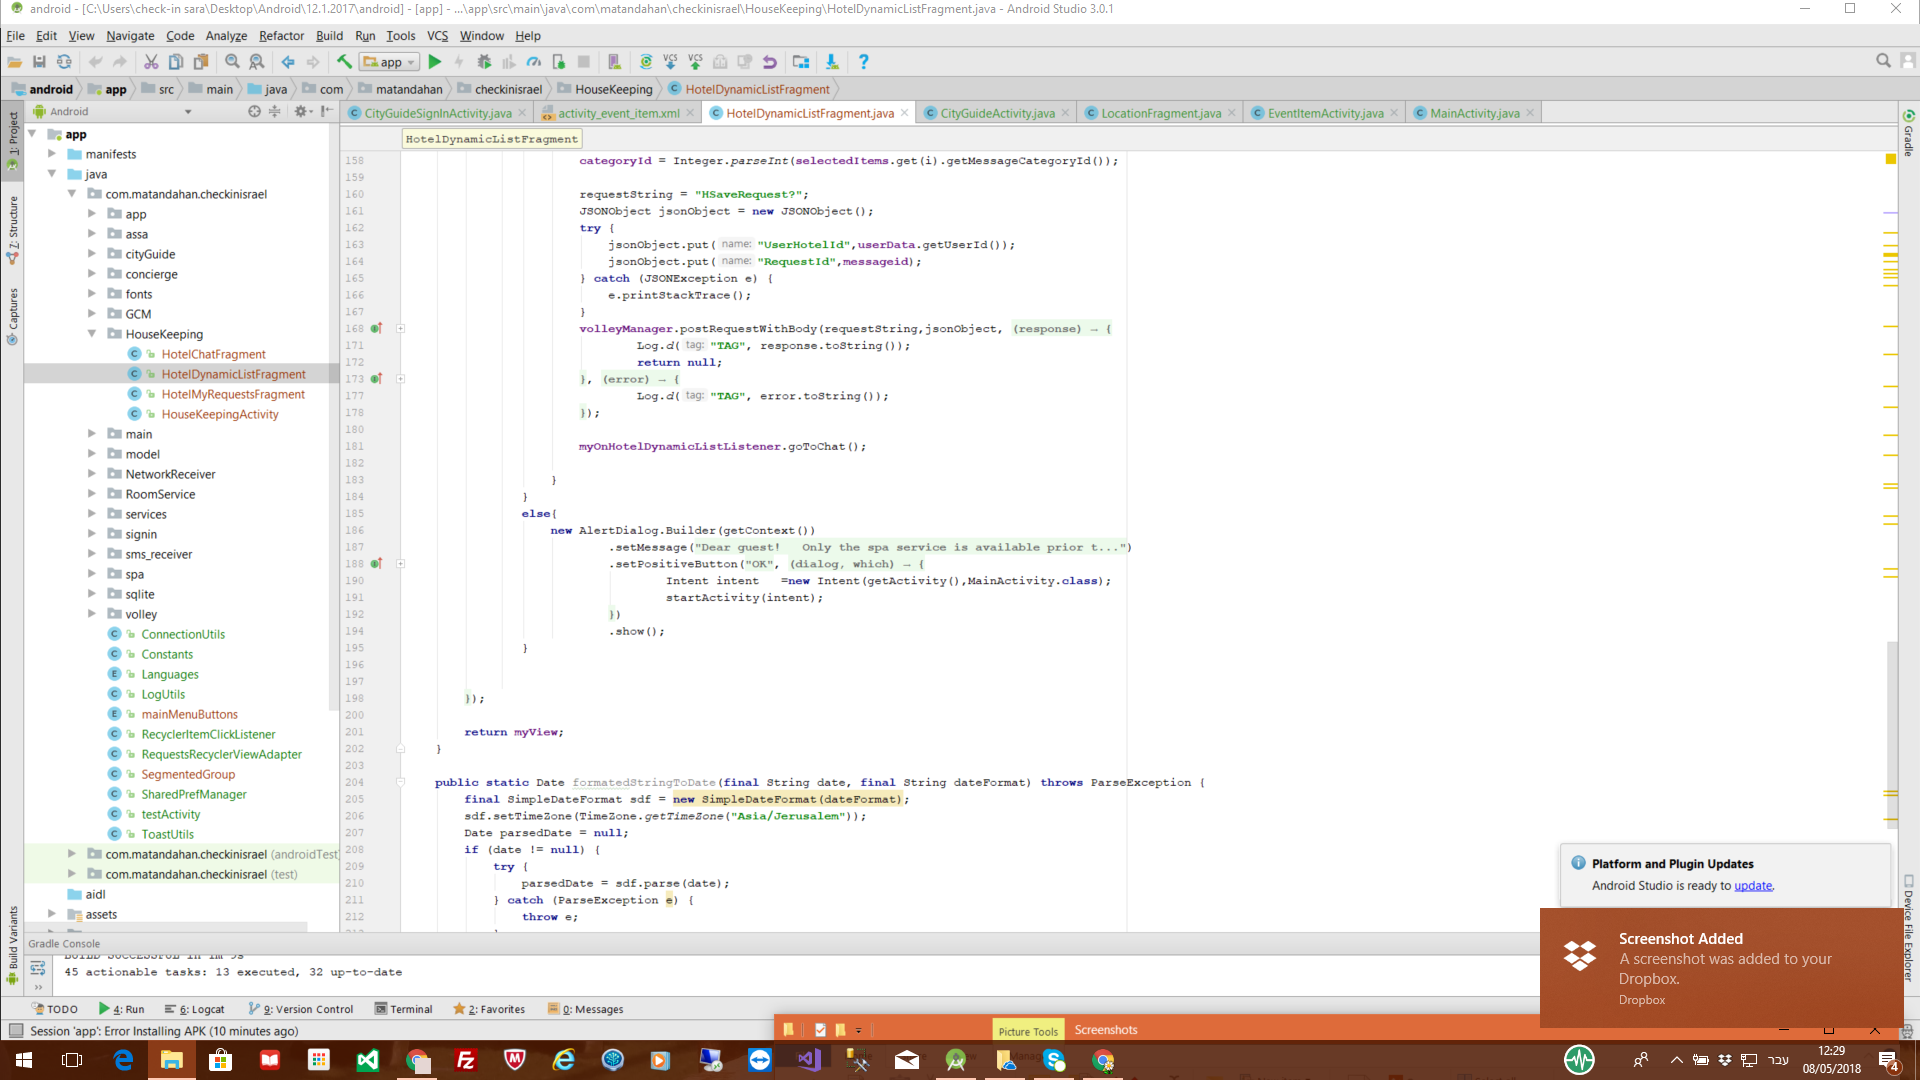 android - [C:\Users\check-in sara\Desktop\Android\12.1.2017\android] - [app] - ...\app\src\main\java\com\matandahan\checkinisrael\HouseKeeping\HotelDynamicListFragment.java - Android Studio 3.0.1
File Edit View Navigate Code Analyze Refactor Build Run Tools VCS Window Help
app
android app src main java com matandahan checkinisrael HouseKeeping HotelDynamicListFragment
Android
CityGuideSignInActivity.java activity_event_item.xml HotelDynamicListFragment.java CityGuideActivity.java LocationFragment.java EventItemActivity.java MainActivity.java
1: Project
Z: Structure
Captures
Build Variants
Gradle
Device File Explorer
app
manifests
java
com.matandahan.checkinisrael
app
assa
cityGuide
concierge
fonts
GCM
HouseKeeping
HotelChatFragment
HotelDynamicListFragment
HotelMyRequestsFragment
HouseKeepingActivity
main
model
NetworkReceiver
RoomService
services
signin
sms_receiver
spa
sqlite
volley
ConnectionUtils
Constants
Languages
LogUtils
mainMenuButtons
RecyclerItemClickListener
RequestsRecyclerViewAdapter
SegmentedGroup
SharedPrefManager
testActivity
ToastUtils
com.matandahan.checkinisrael (androidTest
com.matandahan.checkinisrael (test)
aidl
assets
HotelDynamicListFragment
158 categoryId = Integer.parseInt(selectedItems.get(i).getMessageCategoryId());
159
160 requestString = "HSaveRequest?";
161 JSONObject jsonObject = new JSONObject();
162 try {
163 jsonObject.put( name: "UserHotelId",userData.getUserId());
164 jsonObject.put( name: "RequestId",messageid);
165 } catch (JSONException e) {
166 e.printStackTrace();
167 }
168 volleyManager.postRequestWithBody(requestString,jsonObject, (response) → {
171 Log.d( tag: "TAG", response.toString());
172 return null;
173 }, (error) → {
177 Log.d( tag: "TAG", error.toString());
178 });
180
181 myOnHotelDynamicListListener.goToChat();
182
183 }
184 }
185 else{
186 new AlertDialog.Builder(getContext())
187 .setMessage("Dear guest! Only the spa service is available prior t...")
188 .setPositiveButton("OK", (dialog, which) → {
190 Intent intent =new Intent(getActivity(),MainActivity.class);
191 startActivity(intent);
192 })
194 .show();
195 }
196
197
198 });
200
201 return myView;
202 }
203
204 public static Date formatedStringToDate(final String date, final String dateFormat) throws ParseException {
205 final SimpleDateFormat sdf = new SimpleDateFormat(dateFormat);
206 sdf.setTimeZone(TimeZone.getTimeZone("Asia/Jerusalem"));
207 Date parsedDate = null;
208 if (date != null) {
209 try {
210 parsedDate = sdf.parse(date);
211 } catch (ParseException e) {
212 throw e;
Platform and Plugin Updates
Android Studio is ready to update.
Screenshot Added
A screenshot was added to your
Dropbox.
Dropbox
Gradle Console
BUILD SUCCESSFUL in 1m 9s
45 actionable tasks: 13 executed, 32 up-to-date
TODO 4: Run 6: Logcat 9: Version Control Terminal 2: Favorites 0: Messages
Session 'app': Error Installing APK (10 minutes ago)
Picture Tools Screenshots
עבר
12:29
08/05/2018
4